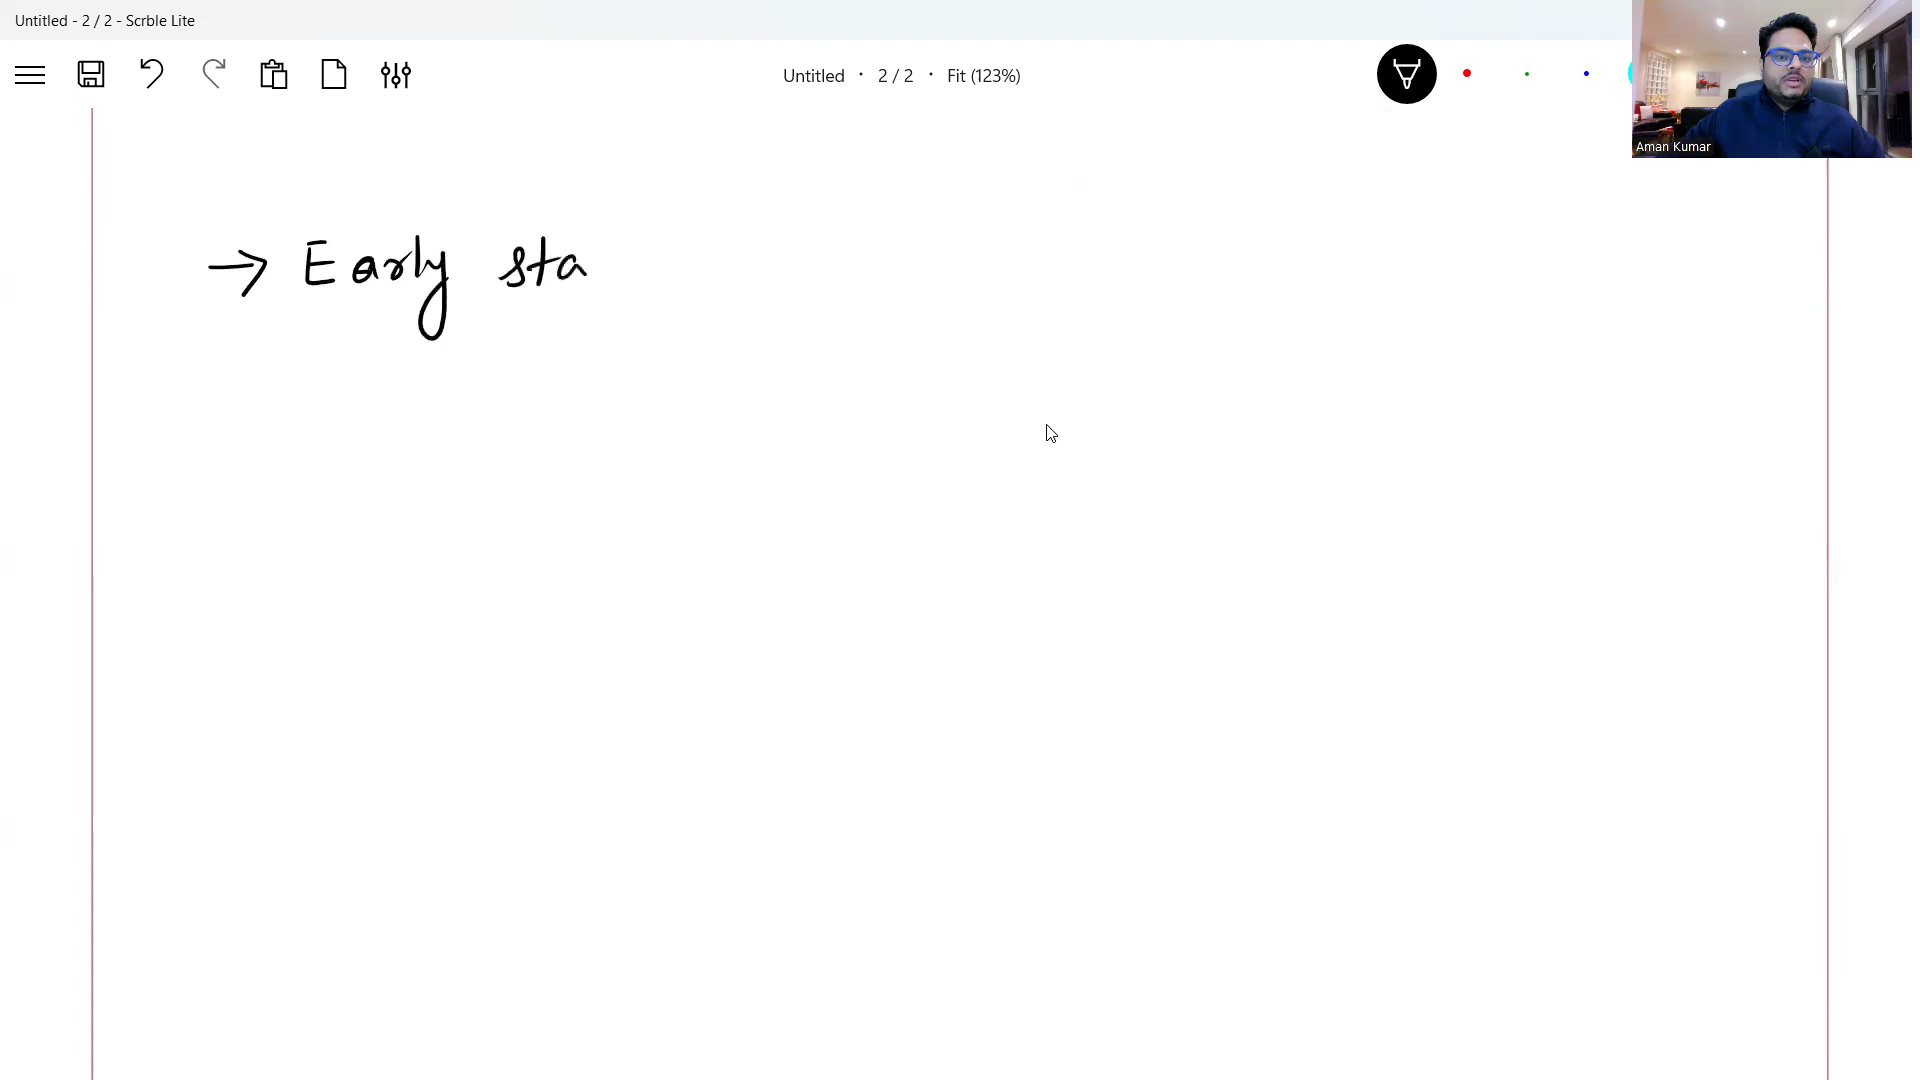 Untitled - 2 / 2 - Scrble Lite
Untitled · 2 / 2 · Fit (123%)
Aman Kumar
→ Early sta